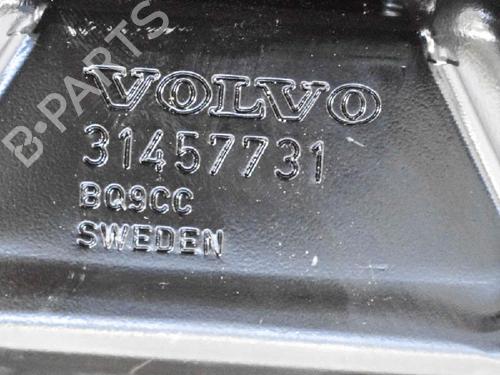 B-PARTS
VOLVO
31457731
BQ9CC
SWEDEN